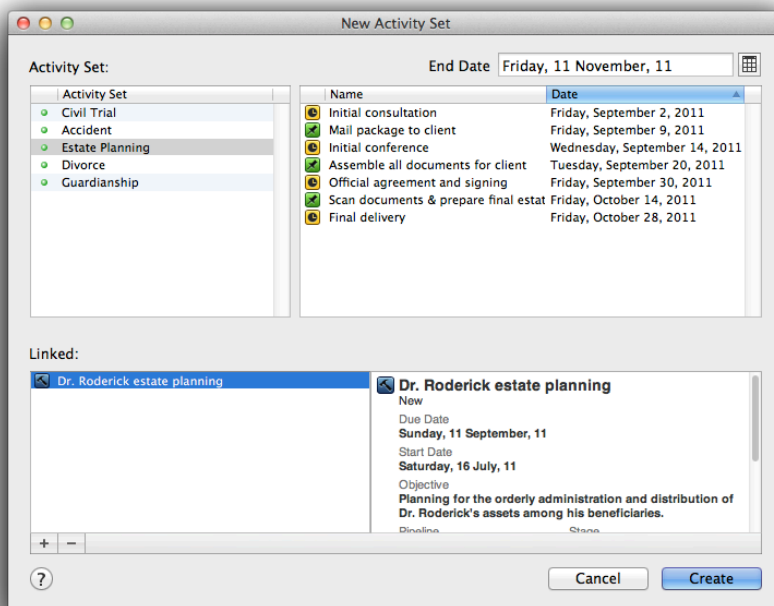 New Activity Set
Activity Set:
End Date Friday, 11 November, 11
Activity Set
Civil Trial
Accident
Estate Planning
Divorce
Guardianship
Name Date
Initial consultation Friday, September 2, 2011
Mail package to client Friday, September 9, 2011
Initial conference Wednesday, September 14, 2011
Assemble all documents for client Tuesday, September 20, 2011
Official agreement and signing Friday, September 30, 2011
Scan documents & prepare final estat Friday, October 14, 2011
Final delivery Friday, October 28, 2011
Linked:
Dr. Roderick estate planning
Dr. Roderick estate planning
New
Due Date
Sunday, 11 September, 11
Start Date
Saturday, 16 July, 11
Objective
Planning for the orderly administration and distribution of
Dr. Roderick's assets among his beneficiaries.
Pipeline Stage
+ −
? Cancel Create